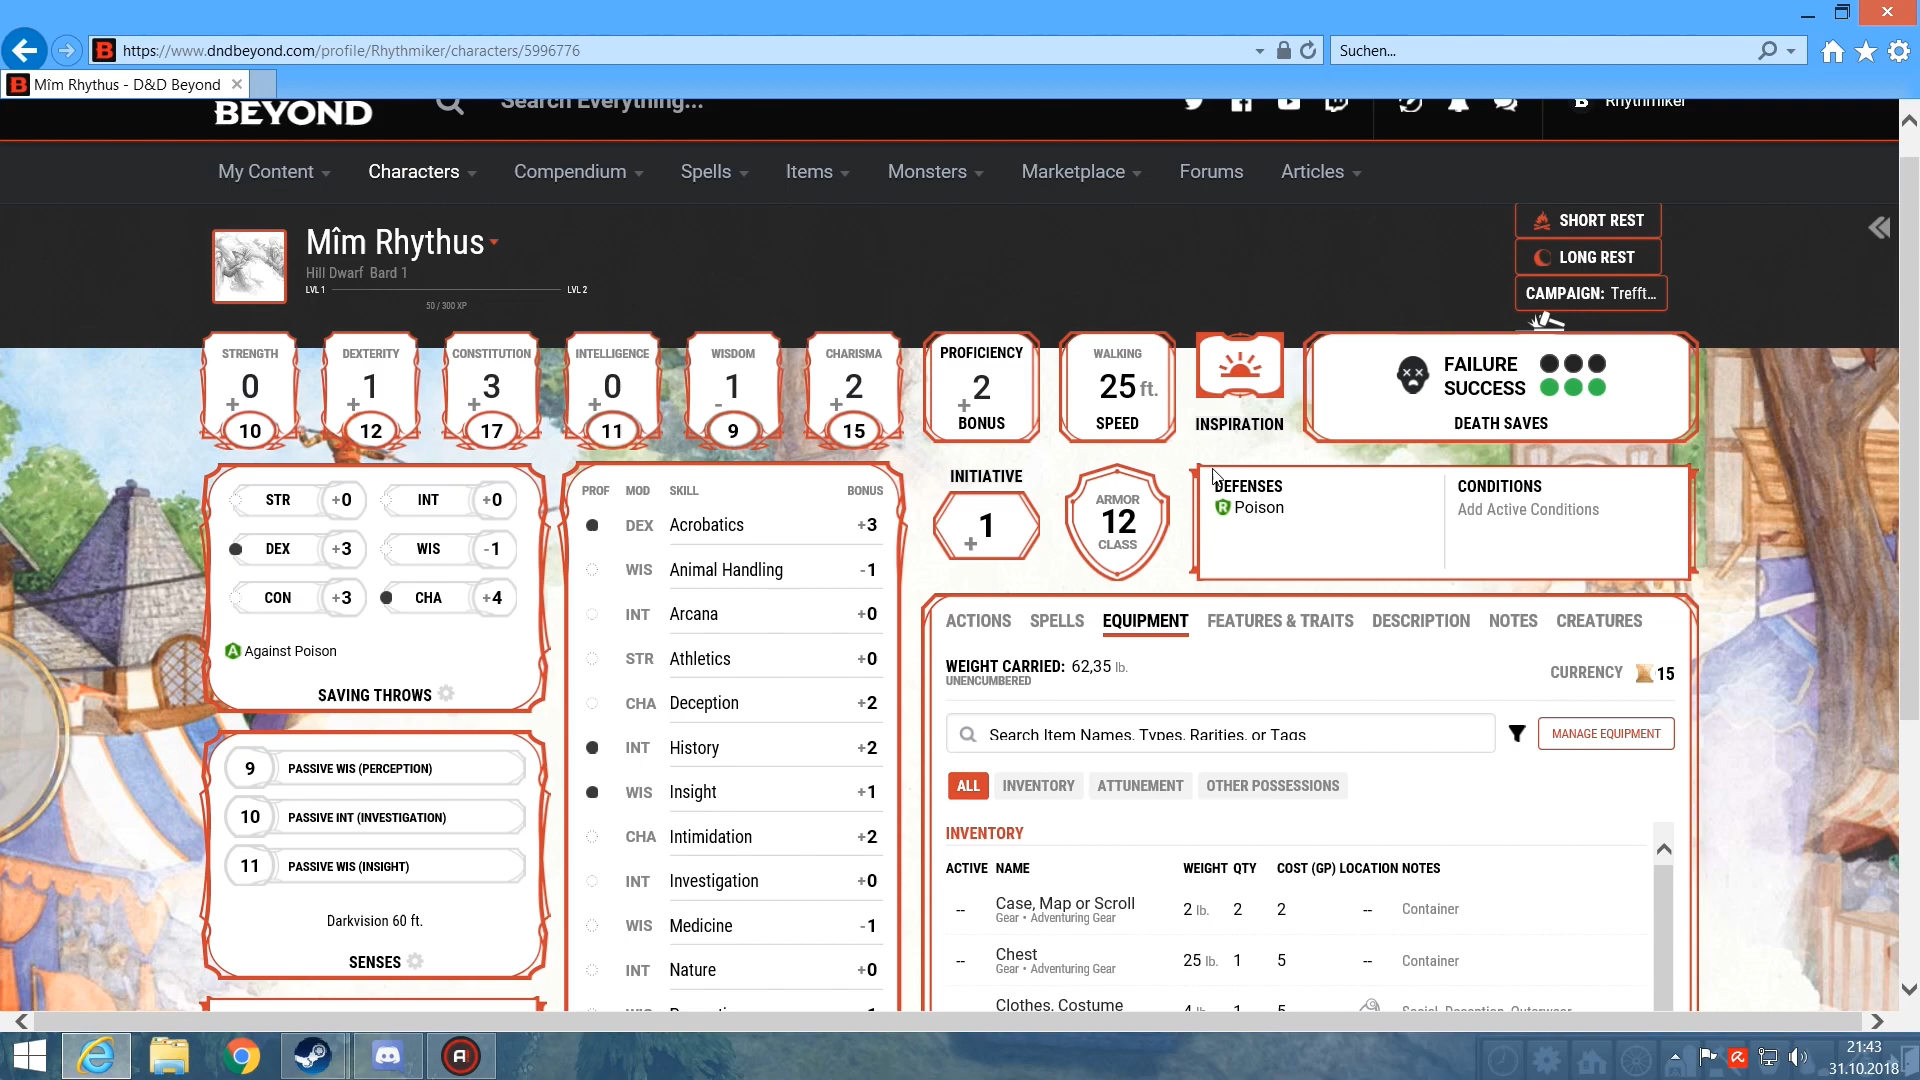 https://www.dndbeyond.com/profile/Rhythmiker/characters/5996776
Suchen...
Mîm Rhythus - D&D Beyond
BEYOND
Search Everything...
Rhythmiker
My Content
Characters
Compendium
Spells
Items
Monsters
Marketplace
Forums
Articles
Mîm Rhythus
Hill Dwarf Bard 1
LVL 1
LVL 2
50 / 300 XP
SHORT REST
LONG REST
CAMPAIGN: Trefft...
STRENGTH
+0
10
DEXTERITY
+1
12
CONSTITUTION
+3
17
INTELLIGENCE
+0
11
WISDOM
-1
9
CHARISMA
+2
15
PROFICIENCY
+2
BONUS
WALKING
25 ft.
SPEED
INSPIRATION
FAILURE
SUCCESS
DEATH SAVES
STR +0
INT +0
DEX +3
WIS -1
CON +3
CHA +4
A Against Poison
SAVING THROWS
9 PASSIVE WIS (PERCEPTION)
10 PASSIVE INT (INVESTIGATION)
11 PASSIVE WIS (INSIGHT)
Darkvision 60 ft.
SENSES
PROF MOD SKILL BONUS
DEX Acrobatics +3
WIS Animal Handling -1
INT Arcana +0
STR Athletics +0
CHA Deception +2
INT History +2
WIS Insight +1
CHA Intimidation +2
INT Investigation +0
WIS Medicine -1
INT Nature +0
INITIATIVE
+1
ARMOR
12
CLASS
DEFENSES
R Poison
CONDITIONS
Add Active Conditions
ACTIONS SPELLS EQUIPMENT FEATURES & TRAITS DESCRIPTION NOTES CREATURES
WEIGHT CARRIED: 62,35 lb.
UNENCUMBERED
CURRENCY 15
Search Item Names, Types, Rarities, or Tags
MANAGE EQUIPMENT
ALL INVENTORY ATTUNEMENT OTHER POSSESSIONS
INVENTORY
ACTIVE NAME WEIGHT QTY COST (GP) LOCATION NOTES
-- Case, Map or Scroll 2 lb. 2 2 -- Container
Gear • Adventuring Gear
-- Chest 25 lb. 1 5 -- Container
Gear • Adventuring Gear
Clothes, Costume 4 lb. 1 5 Social, Deception, Outerwear
21:43
31.10.2018